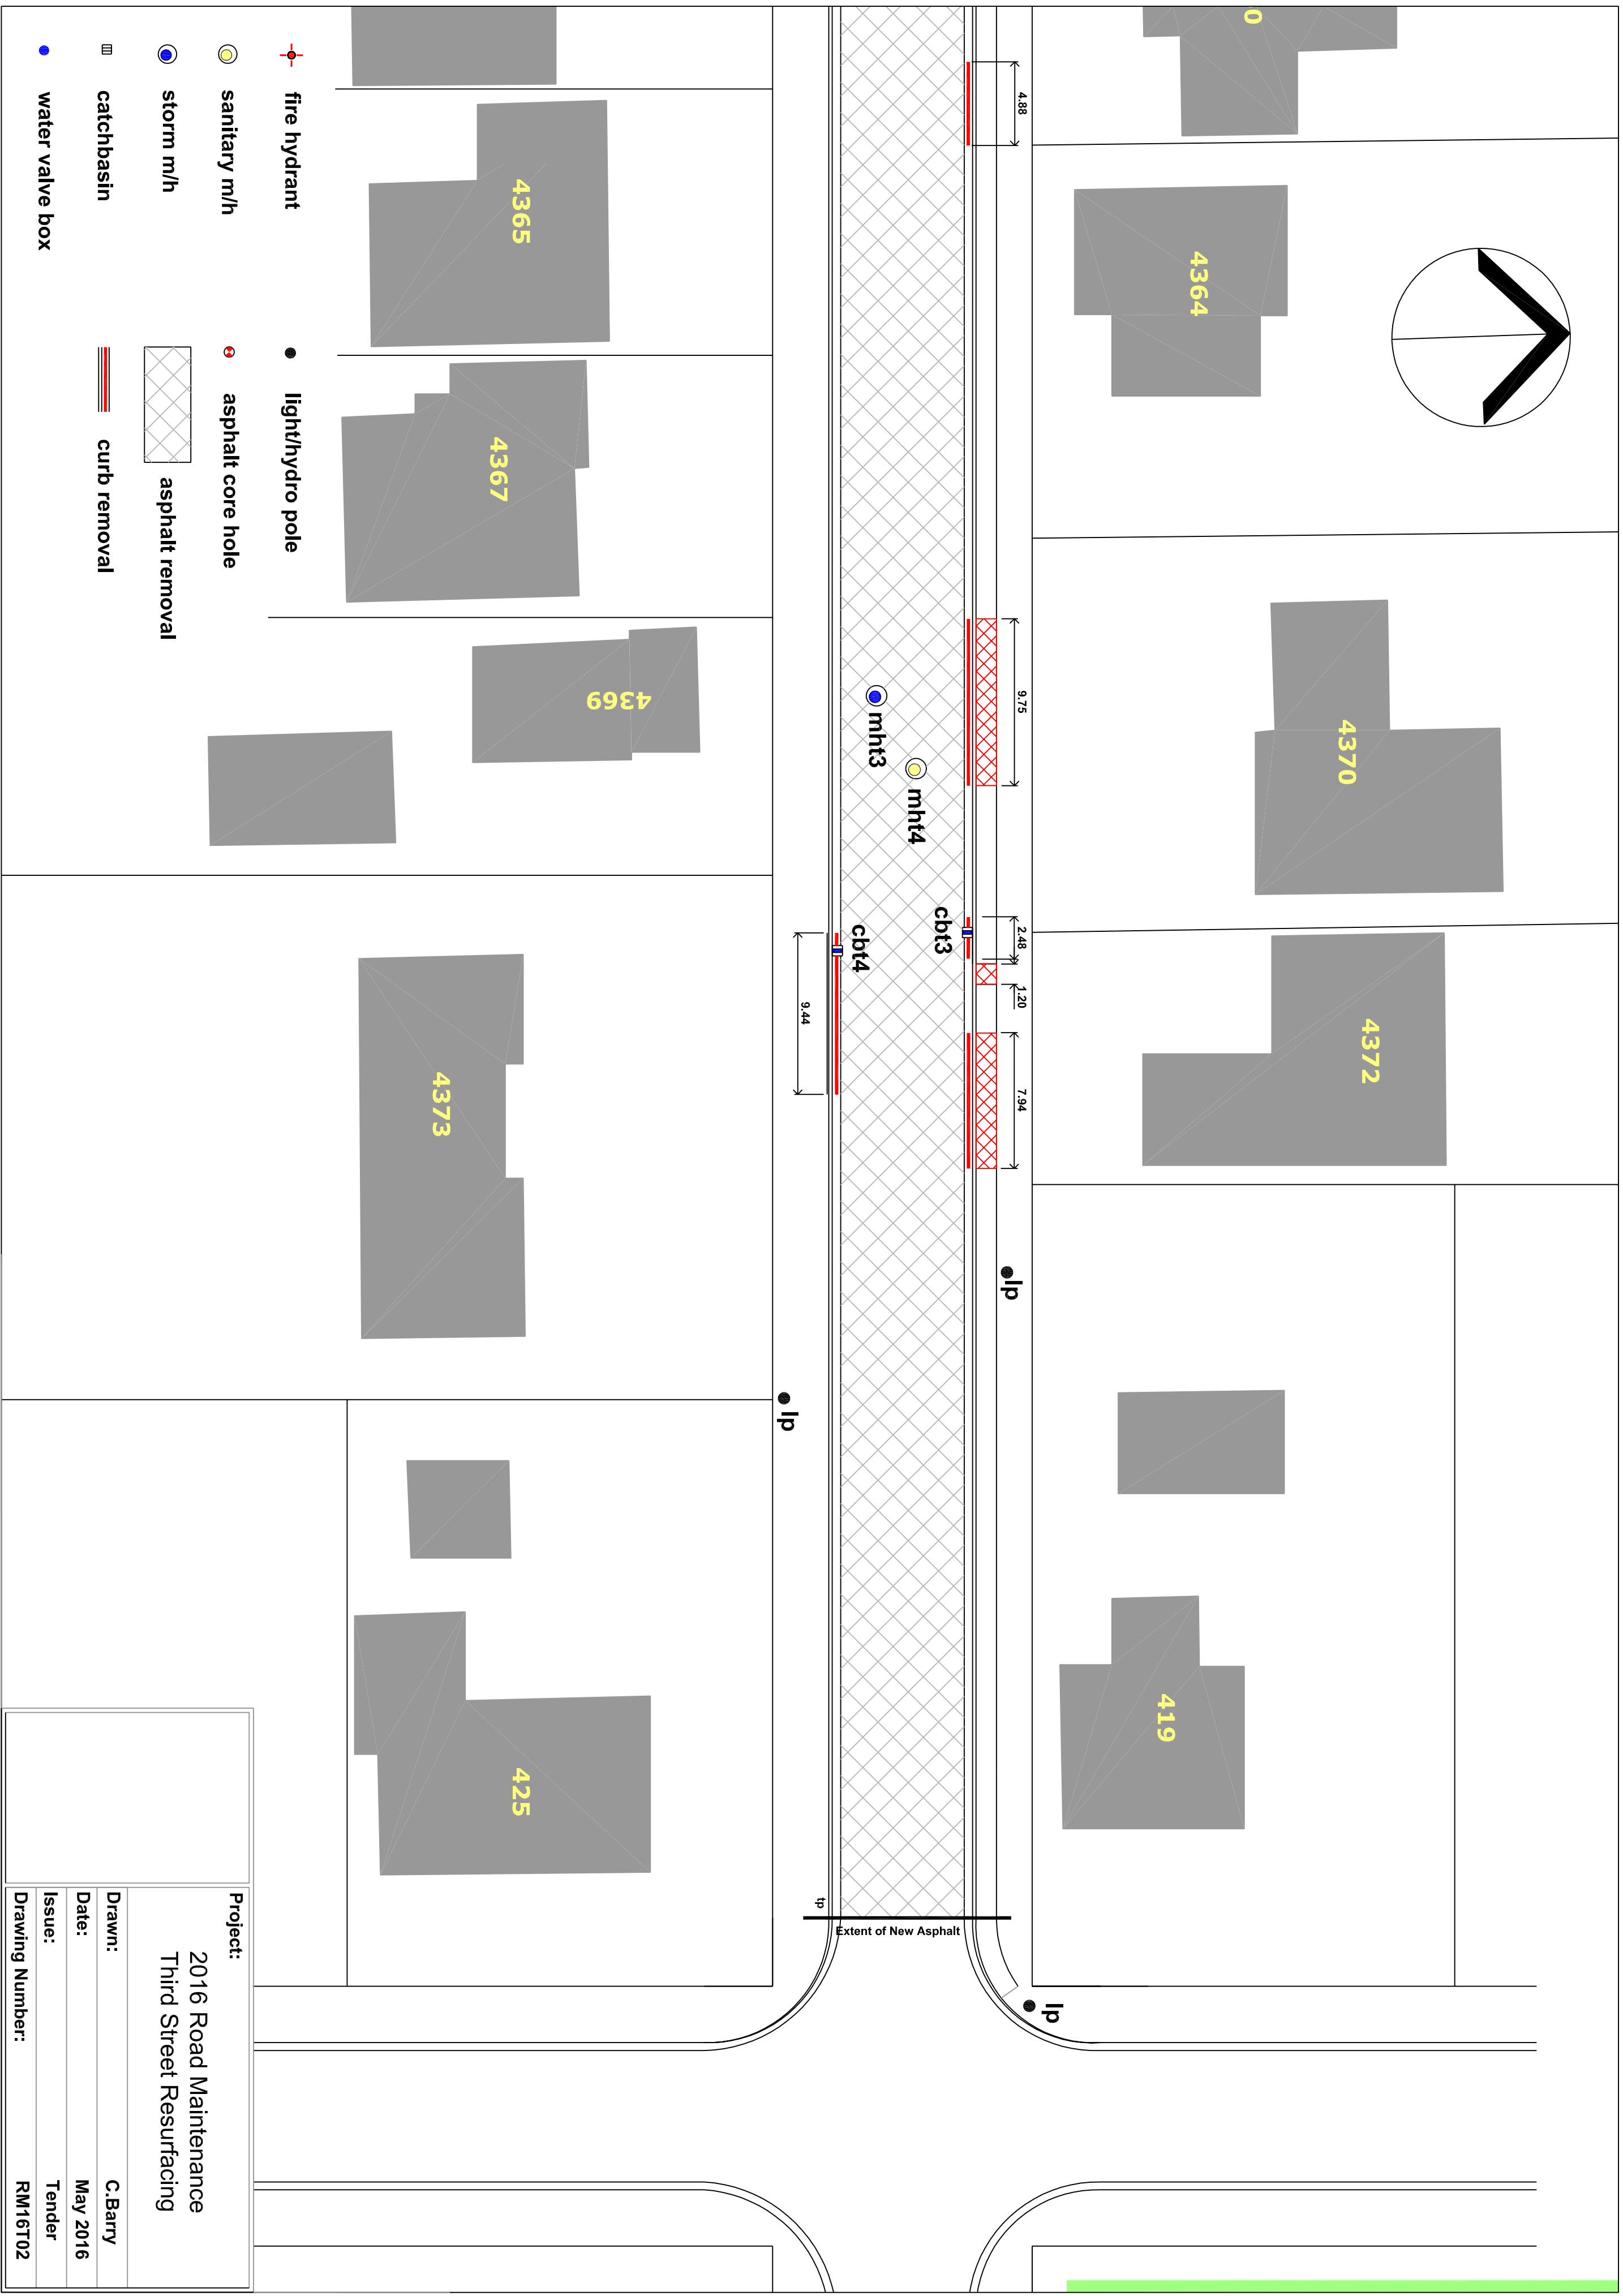 0
4364
4370
4372
419
4.88
9.75
2.48
1.20
7.94
lp
lp
cbt3
mht4
mht3
cbt4
Extent of New Asphalt
tp
9.44
lp
4365
4367
4369
4373
425
fire hydrant
light/hydro pole
sanitary m/h
asphalt core hole
storm m/h
asphalt removal
catchbasin
curb removal
water valve box
Project:
2016 Road Maintenance
Third Street Resurfacing
Drawn: C.Barry
Date: May 2016
Issue: Tender
Drawing Number: RM16T02